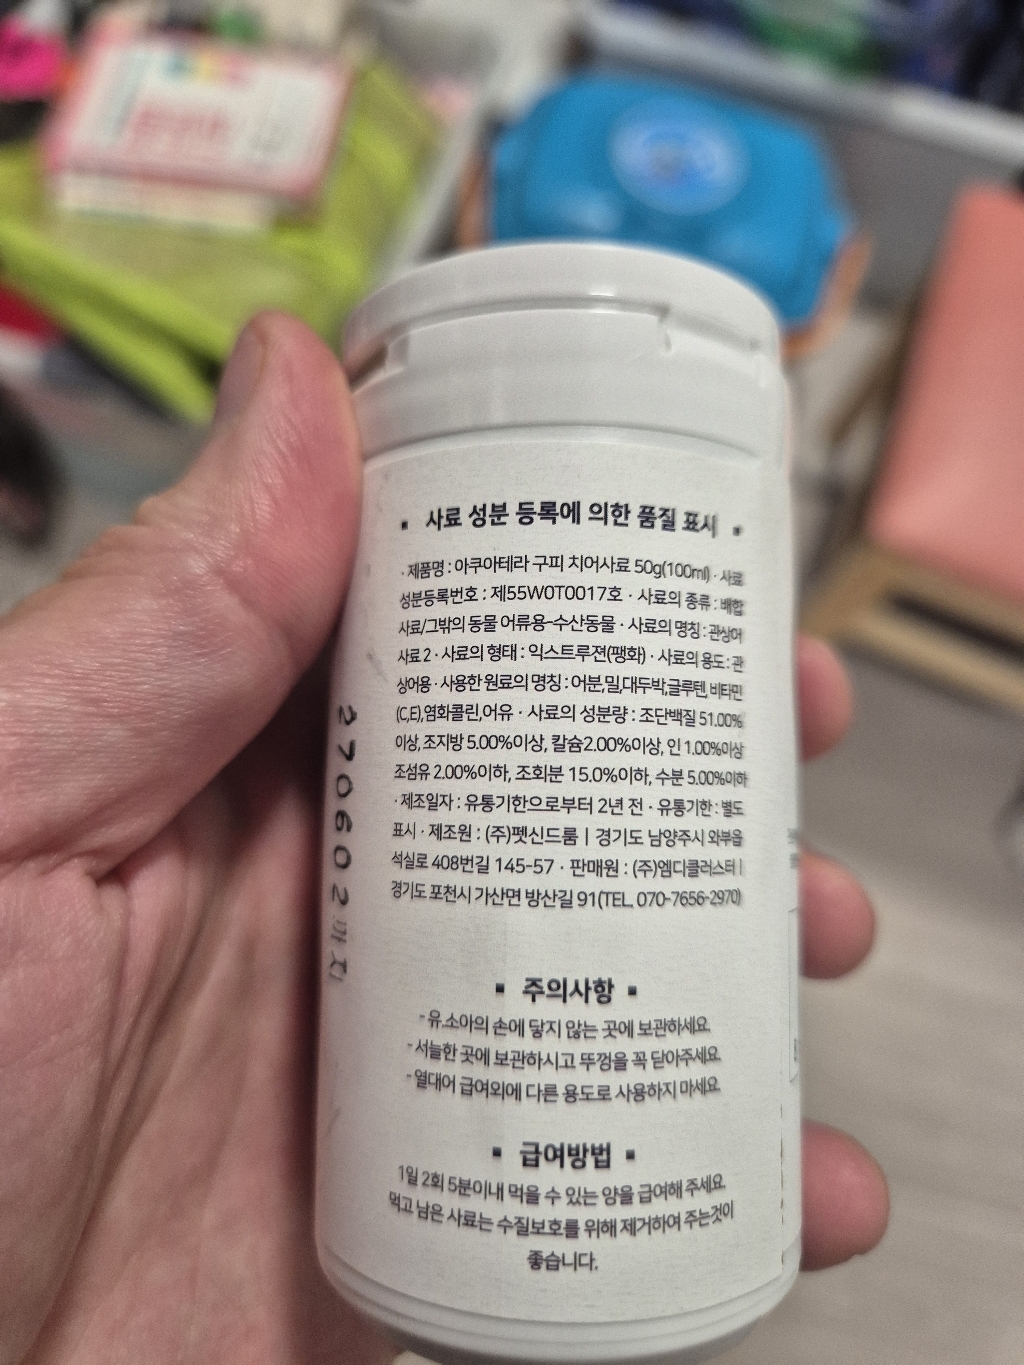 사료 성분 등록에 의한 품질 표시
· 제품명 : 아쿠아테라 구피 치어사료 50g(100ml) · 사료
성분등록번호 : 제55W0T0017호 · 사료의 종류 : 배합
사료/그밖의 동물 어류용-수산동물 · 사료의 명칭 : 관상어
사료 2 · 사료의 형태 : 익스트루젼(팽화) · 사료의 용도 : 관
상어용 · 사용한 원료의 명칭 : 어분,밀,대두박,글루텐,비타민
(C,E),염화콜린,어유 · 사료의 성분량 : 조단백질 51.00%
이상, 조지방 5.00%이상, 칼슘2.00%이상, 인 1.00%이상
조섬유 2.00%이하, 조회분 15.0%이하, 수분 5.00%이하
· 제조일자 : 유통기한으로부터 2년 전 · 유통기한 : 별도
표시 · 제조원 : (주)펫신드룸 | 경기도 남양주시 와부읍
석실로 408번길 145-57 · 판매원 : (주)엠디클러스터 |
경기도 포천시 가산면 방산길 91(TEL. 070-7656-2970)
주의사항
- 유.소아의 손에 닿지 않는 곳에 보관하세요.
- 서늘한 곳에 보관하시고 뚜껑을 꼭 닫아주세요.
- 열대어 급여외에 다른 용도로 사용하지 마세요.
급여방법
1일 2회 5분이내 먹을 수 있는 양을 급여해 주세요.
먹고 남은 사료는 수질보호를 위해 제거하여 주는것이
좋습니다.
270602까지